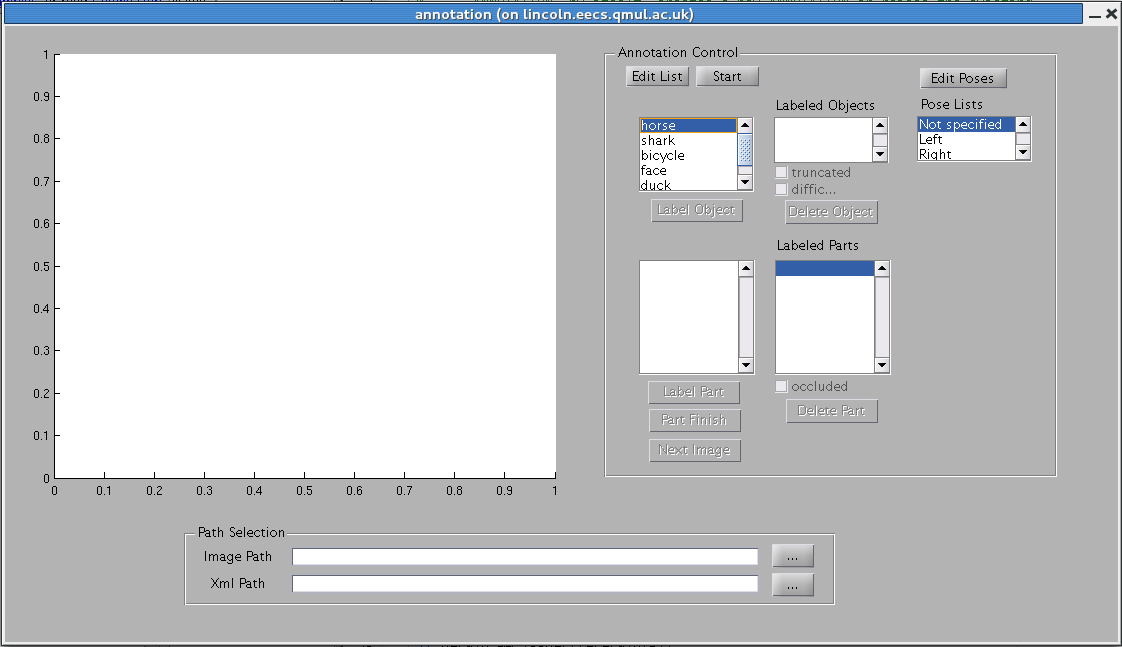 annotation (on lincoln.eecs.qmul.ac.uk)
1
0.9
0.8
0.7
0.6
0.5
0.4
0.3
0.2
0.1
0
0 0.1 0.2 0.3 0.4 0.5 0.6 0.7 0.8 0.9 1
Annotation Control
Edit List Start
Edit Poses
horse
shark
bicycle
face
duck
Label Object
Labeled Objects
truncated
diffic...
Delete Object
Pose Lists
Not specified
Left
Right
Label Part
Part Finish
Next Image
Labeled Parts
occluded
Delete Part
Path Selection
Image Path ...
Xml Path ...